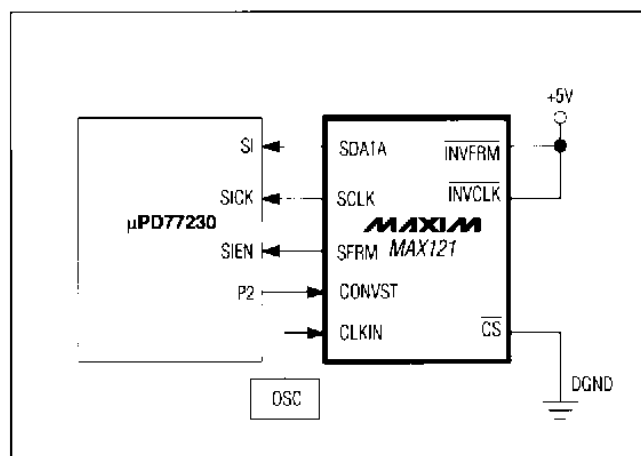 +5V
SI
SDATA
INVFRM
SICK
SCLK
INVCLK
µPD77230
MAXIM
MAX121
SIEN
SFRM
P2
CONVST
CLKIN
CS
OSC
DGND